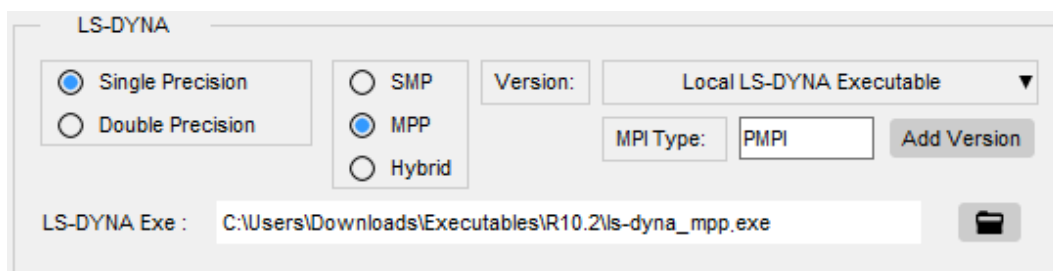 LS-DYNA
Single Precision SMP Version: Local LS-DYNA Executable
Double Precision MPP MPI Type: PMPI Add Version
Hybrid
LS-DYNA Exe : C:\Users\Downloads\Executables\R10.2\ls-dyna_mpp.exe